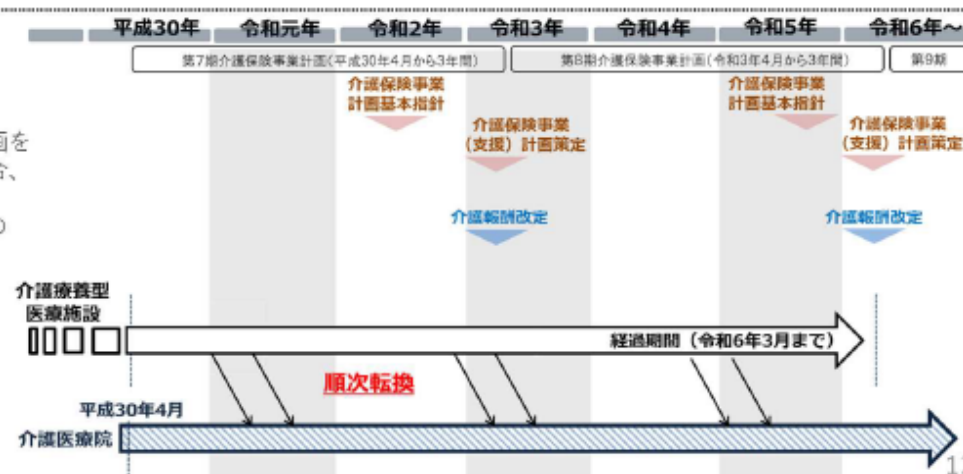 平成30年 令和元年 令和2年 令和3年 令和4年 令和5年 令和6年～
第7期介護保険事業計画(平成30年4月から3年間) 第8期介護保険事業計画(令和3年4月から3年間) 第9期
介護保険事業
計画基本指針
介護保険事業
計画基本指針
介護保険事業
(支援)計画策定
介護保険事業
(支援)計画策定
画を
介護報酬改定
介護報酬改定
の
介護療養型
医療施設
経過期間(令和6年3月まで)
順次転換
平成30年4月
介護医療院